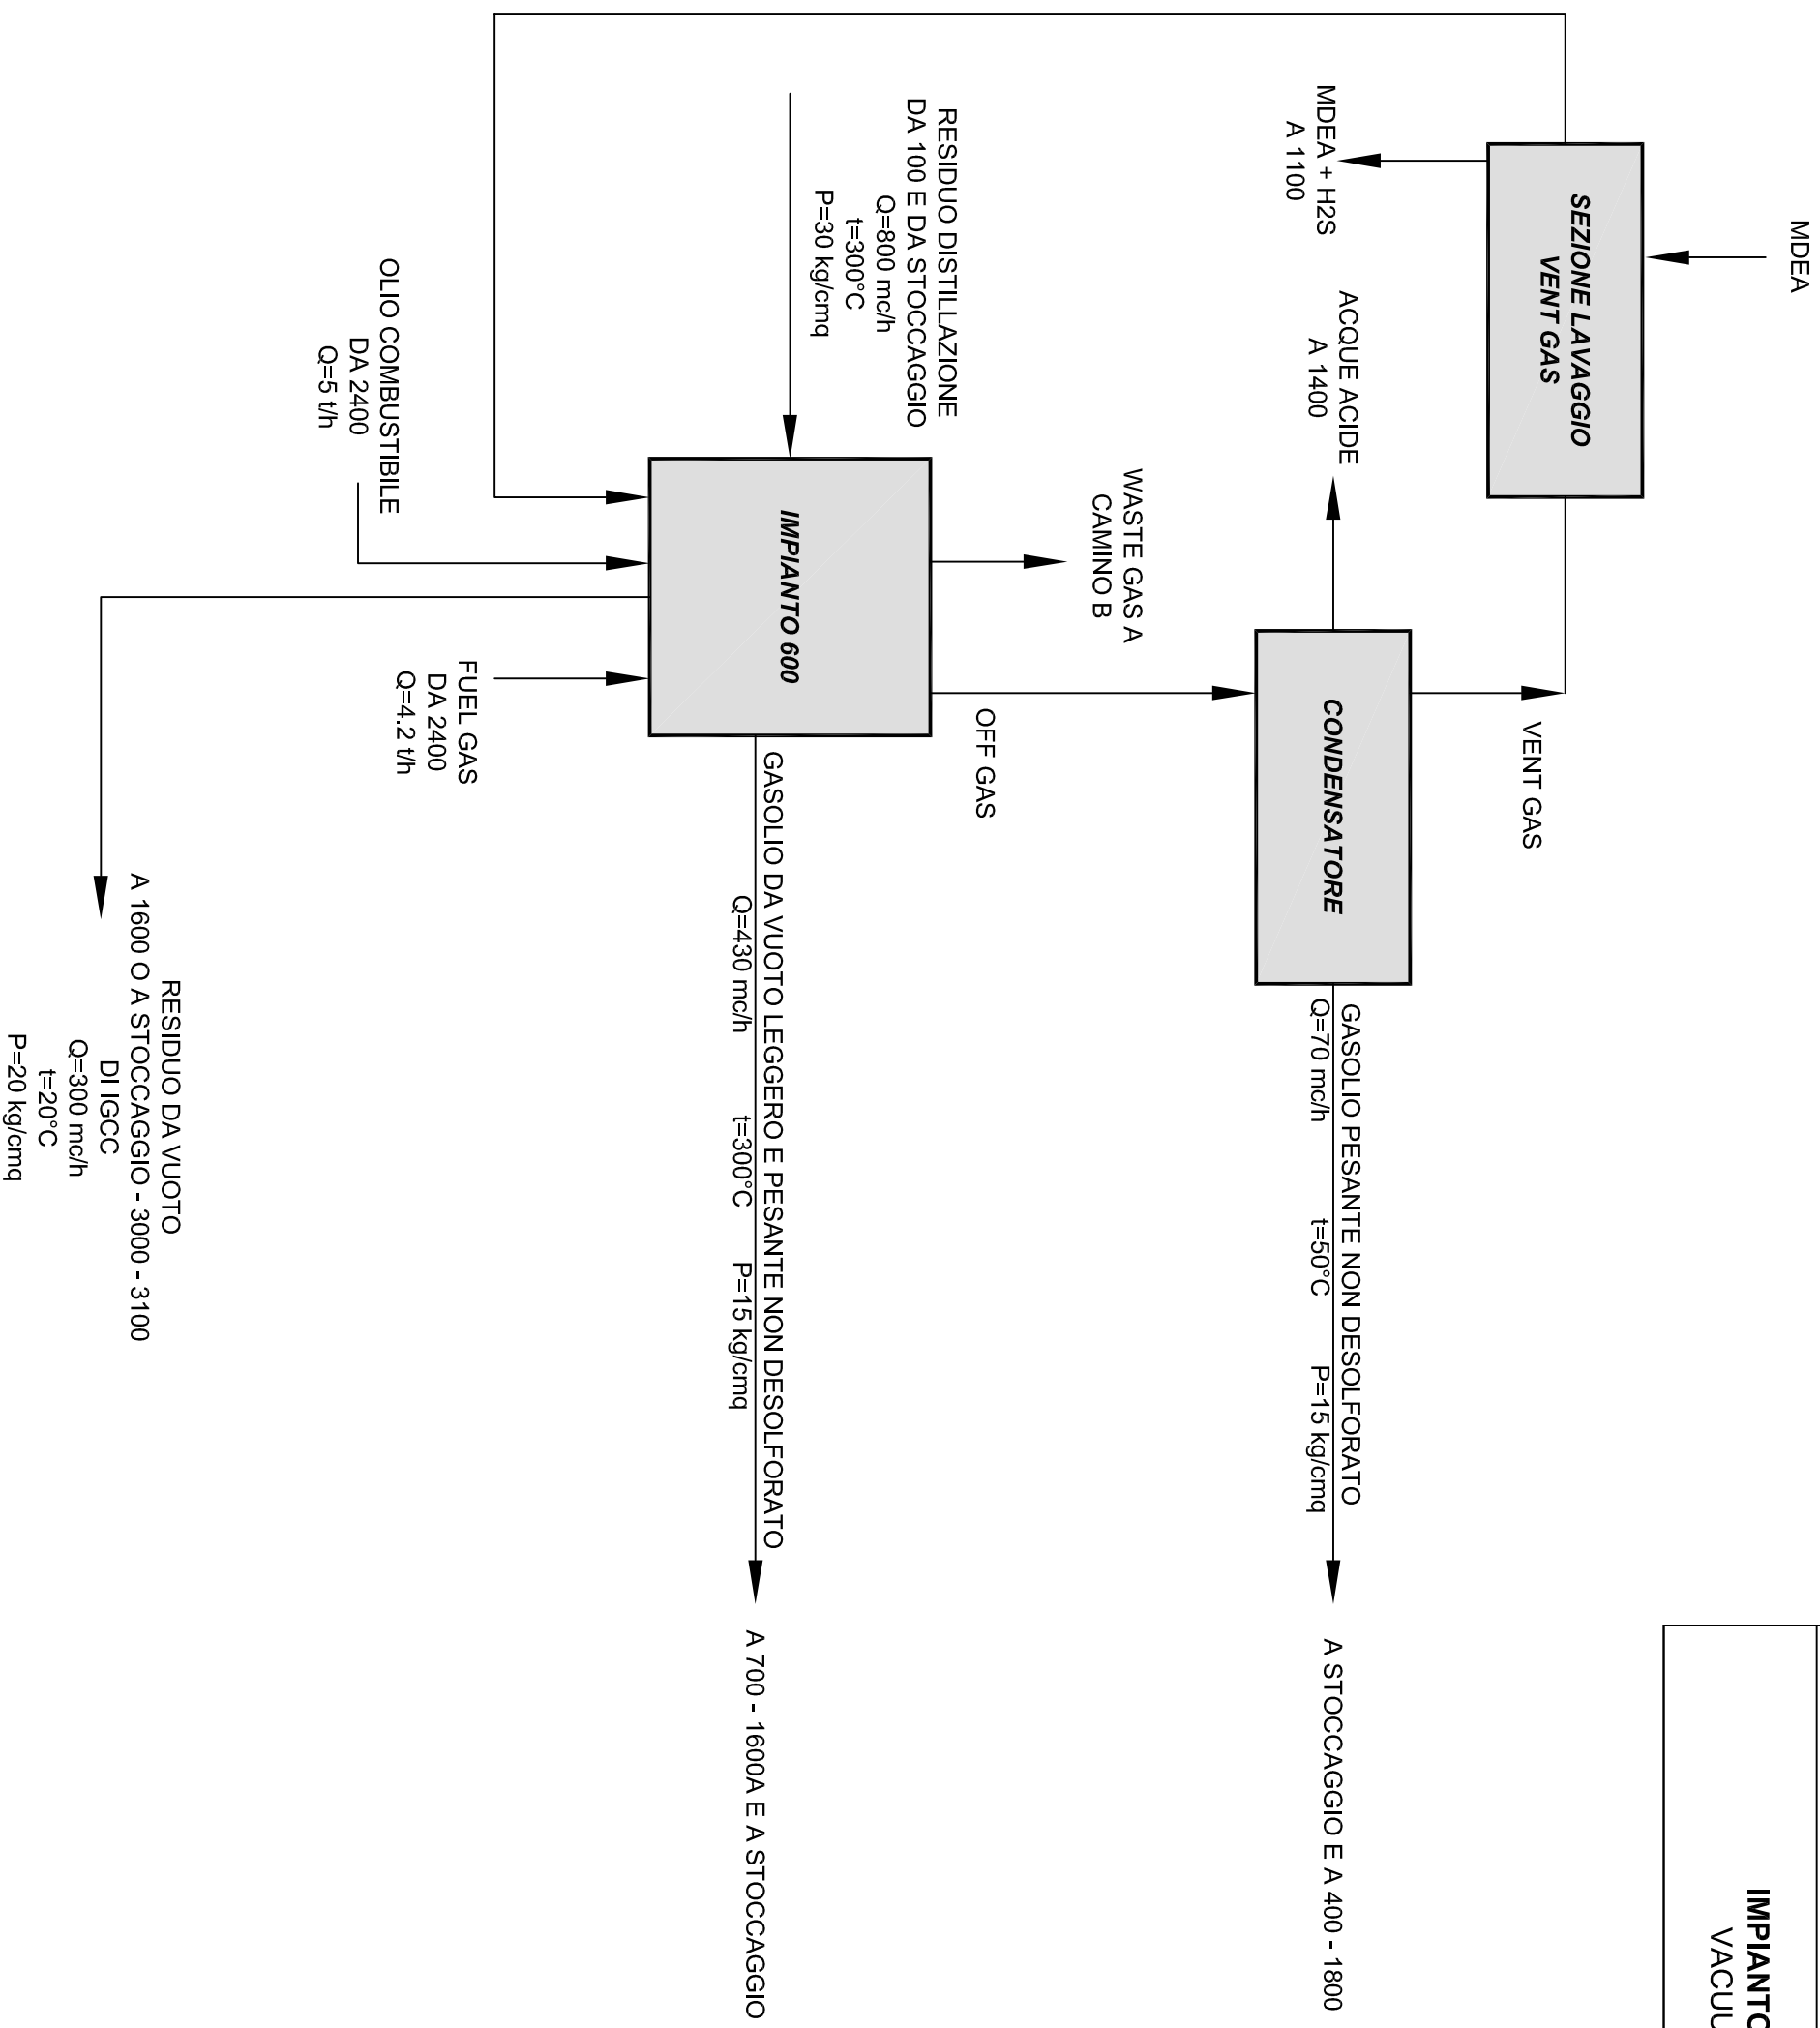 MDEA
SEZIONE LAVAGGIO
VENT GAS
MDEA + H2S
A 1100
VENT GAS
ACQUE ACIDE
A 1400
CONDENSATORE
GASOLIO PESANTE NON DESOLFORATO
Q=70 mc/h t=50°C P=15 kg/cmq
A STOCCAGGIO E A 400 - 1800
WASTE GAS A
CAMINO B
OFF GAS
RESIDUO DISTILLAZIONE
DA 100 E DA STOCCAGGIO
Q=800 mc/h
t=300°C
P=30 kg/cmq
IMPIANTO 600
GASOLIO DA VUOTO LEGGERO E PESANTE NON DESOLFORATO
Q=430 mc/h t=300°C P=15 kg/cmq
A 700 - 1600A E A STOCCAGGIO
OLIO COMBUSTIBILE
DA 2400
Q=5 t/h
FUEL GAS
DA 2400
Q=4.2 t/h
RESIDUO DA VUOTO
A 1600 O A STOCCAGGIO - 3000 - 3100
DI IGCC
Q=300 mc/h
t=20°C
P=20 kg/cmq
IMPIANTO